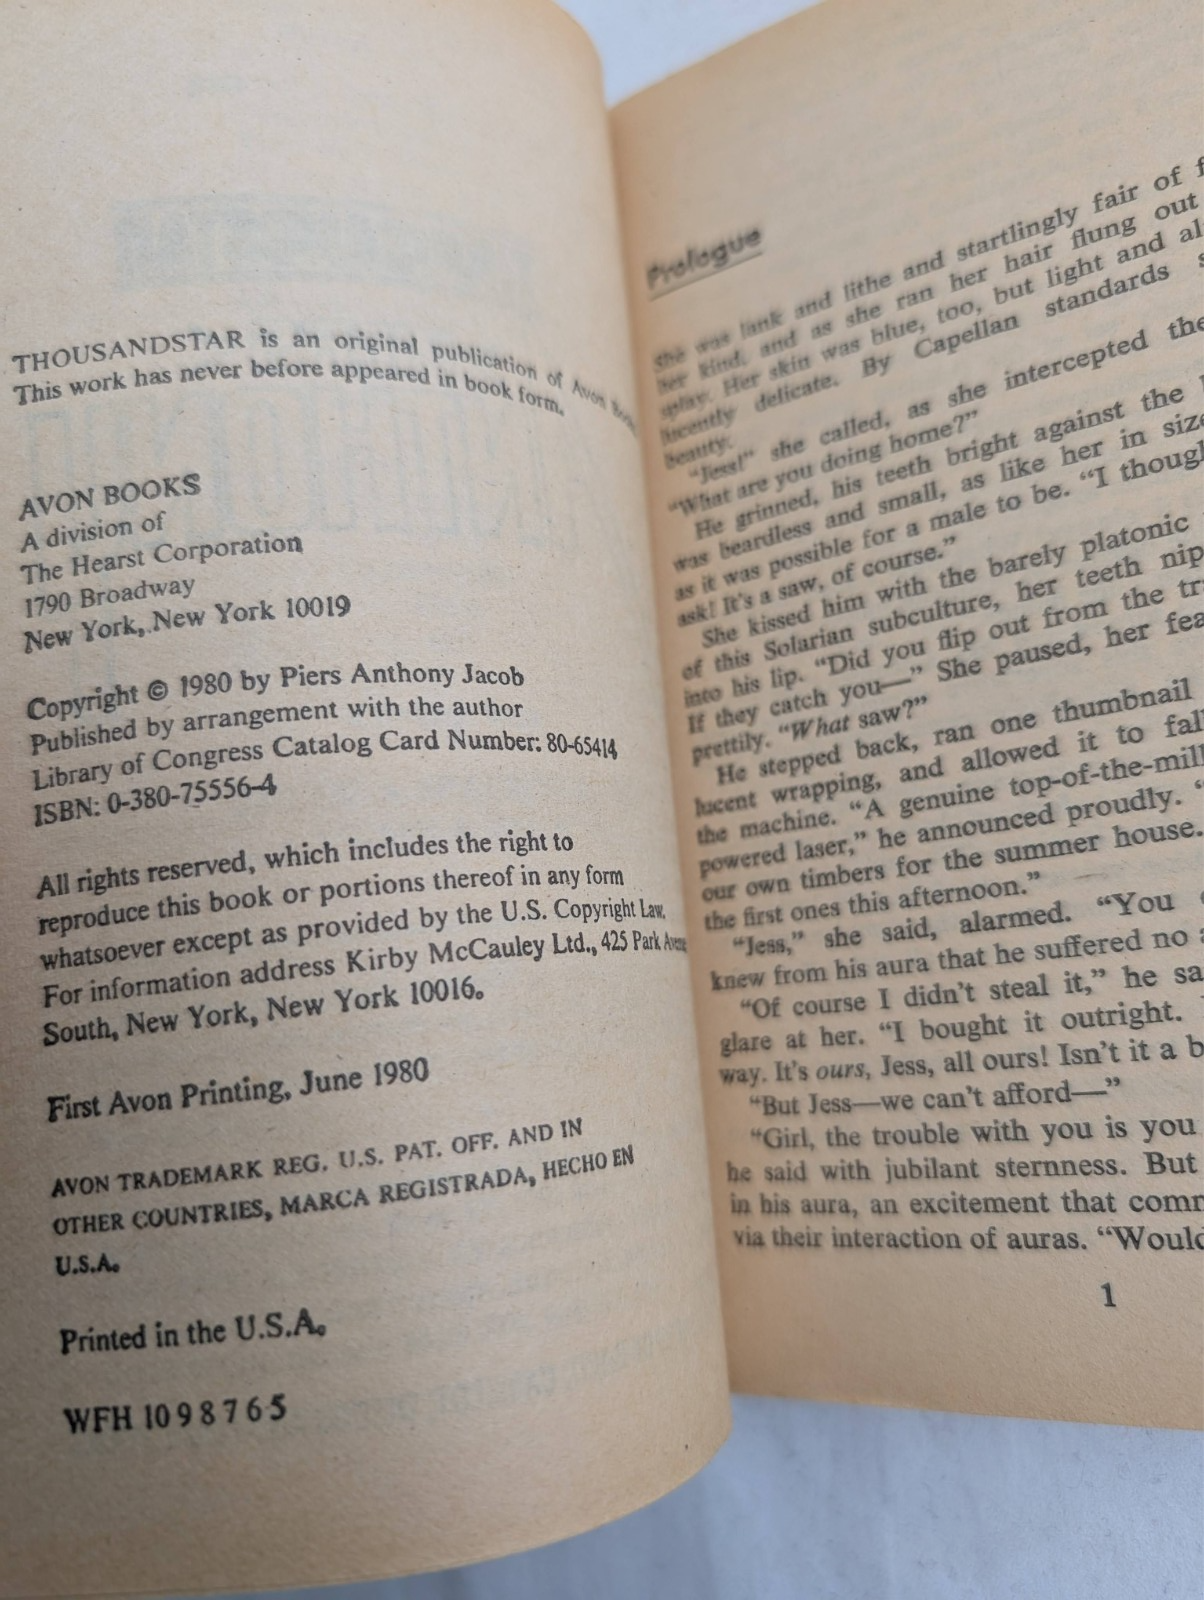 THOUSANDSTAR is an original publication of Avon Books.
This work has never before appeared in book form.
AVON BOOKS
A division of
The Hearst Corporation
1790 Broadway
New York, New York 10019
Copyright © 1980 by Piers Anthony Jacob
Published by arrangement with the author
Library of Congress Catalog Card Number: 80-65414
ISBN: 0-380-75556-4
All rights reserved, which includes the right to
reproduce this book or portions thereof in any form
whatsoever except as provided by the U.S. Copyright Law.
For information address Kirby McCauley Ltd., 425 Park Avenue
South, New York, New York 10016.
First Avon Printing, June 1980
AVON TRADEMARK REG. U.S. PAT. OFF. AND IN
OTHER COUNTRIES, MARCA REGISTRADA, HECHO EN
U.S.A.
Printed in the U.S.A.
WFH 10 9 8 7 6 5
Prologue
She was lank and lithe and startlingly fair of
her kind, and as she ran her hair flung out
splay. Her skin was blue, too, but light and
lucently delicate. By Capellan standards
beauty.
"Jess!" she called, as she intercepted the
"What are you doing home?"
He grinned, his teeth bright against the
was beardless and small, as like her in size
as it was possible for a male to be. "I though
ask! It's a saw, of course."
She kissed him with the barely platonic
of this Solarian subculture, her teeth nip
into his lip. "Did you flip out from the tr
If they catch you—" She paused, her fea
prettily. "What saw?"
He stepped back, ran one thumbnail
lucent wrapping, and allowed it to fall
the machine. "A genuine top-of-the-mill
powered laser," he announced proudly. "
our own timbers for the summer house.
the first ones this afternoon."
"Jess," she said, alarmed. "You
knew from his aura that he suffered no
"Of course I didn't steal it," he sa
glare at her. "I bought it outright.
way. It's ours, Jess, all ours! Isn't it a b
"But Jess—we can't afford—"
"Girl, the trouble with you is you
he said with jubilant sternness. But
in his aura, an excitement that comm
via their interaction of auras. "Would
1